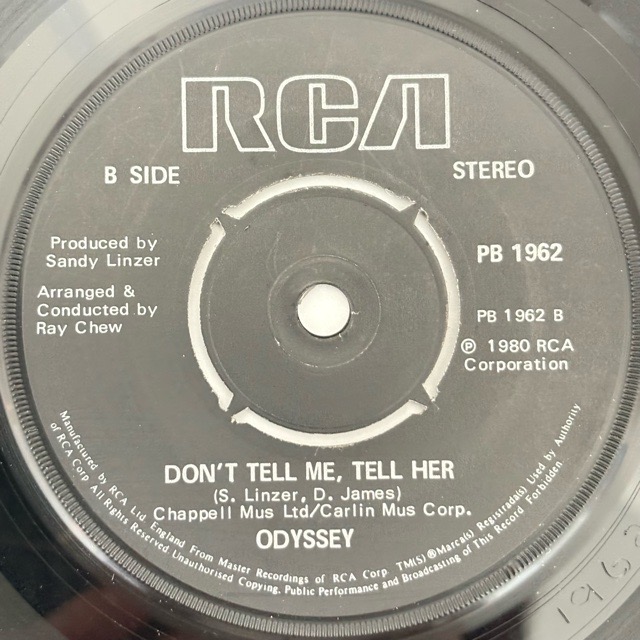 RCA
B SIDE
STEREO
Produced by
Sandy Linzer
Arranged &
Conducted by
Ray Chew
PB 1962
PB 1962 B
℗ 1980 RCA
Corporation
DON'T TELL ME, TELL HER
(S. Linzer, D. James)
Chappell Mus Ltd/Carlin Mus Corp.
ODYSSEY
Manufactured by RCA Ltd England From Master Recordings of RCA Corp TM(S)®Marca(s) Registrada(s) Used by Authority
of RCA Corp All Rights Reserved Unauthorised Copying, Public Performance and Broadcasting of This Record Forbidden